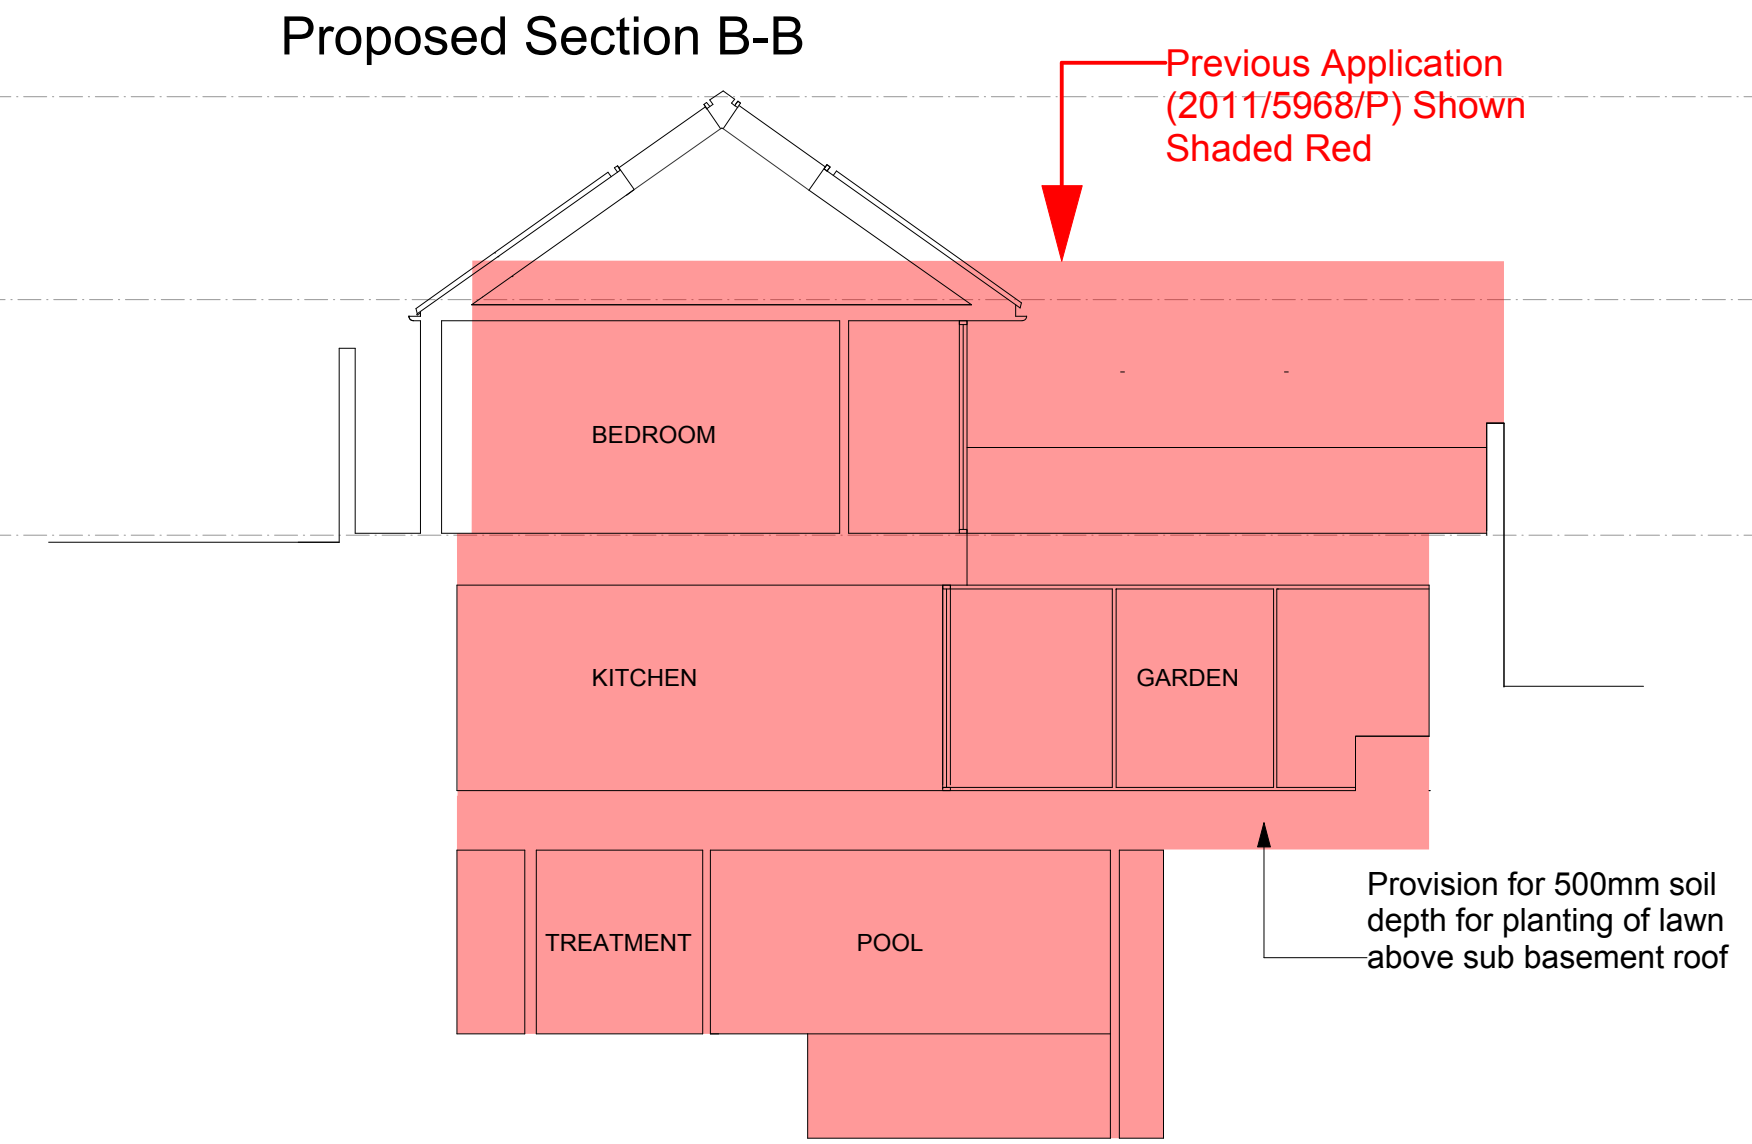 Proposed Section B-B
Previous Application
(2011/5968/P) Shown
Shaded Red
BEDROOM
KITCHEN
GARDEN
TREATMENT
POOL
Provision for 500mm soil
depth for planting of lawn
above sub basement roof